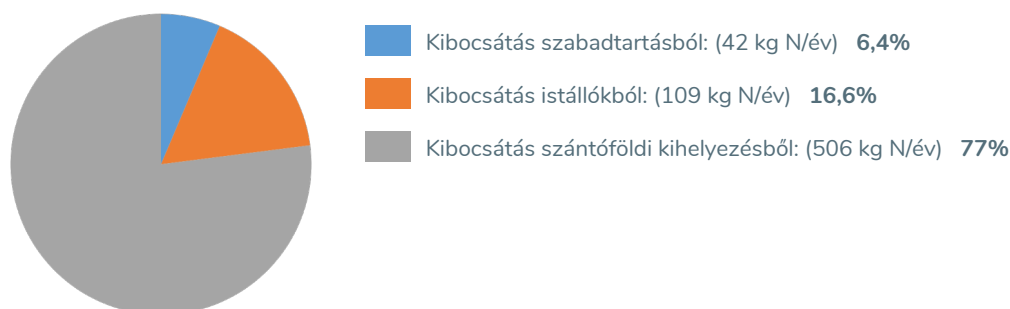 Kibocsátás szabadtartásból: (42 kg N/év) 6,4%
Kibocsátás istállókból: (109 kg N/év) 16,6%
Kibocsátás szántóföldi kihelyezésből: (506 kg N/év) 77%